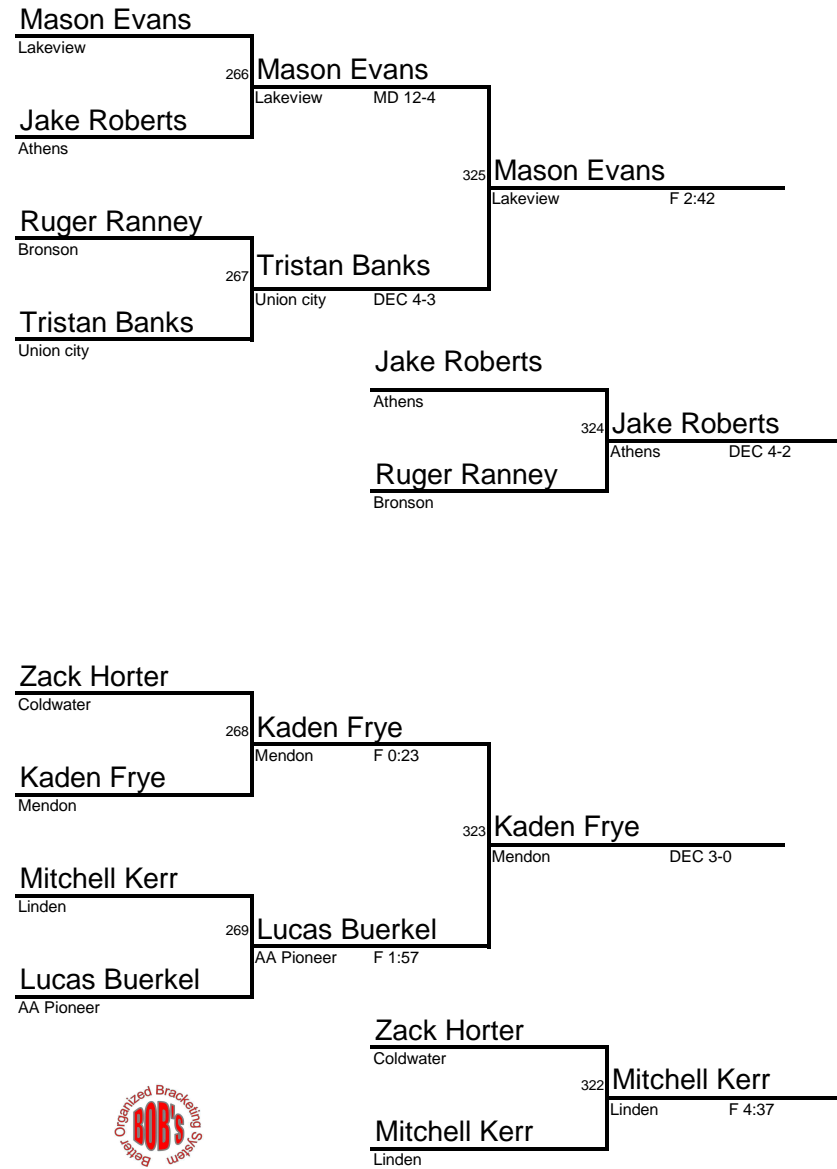 Mason Evans
Lakeview
266 Mason Evans
Lakeview MD 12-4
Jake Roberts
Athens
325 Mason Evans
Lakeview F 2:42
Ruger Ranney
Bronson
267 Tristan Banks
Union city DEC 4-3
Tristan Banks
Union city
Jake Roberts
Athens
324 Jake Roberts
Athens DEC 4-2
Ruger Ranney
Bronson
Zack Horter
Coldwater
268 Kaden Frye
Mendon F 0:23
Kaden Frye
Mendon
323 Kaden Frye
Mendon DEC 3-0
Mitchell Kerr
Linden
269 Lucas Buerkel
AA Pioneer F 1:57
Lucas Buerkel
AA Pioneer
Zack Horter
Coldwater
322 Mitchell Kerr
Linden F 4:37
Mitchell Kerr
Linden
Better Organized Bracketing System
BOB's